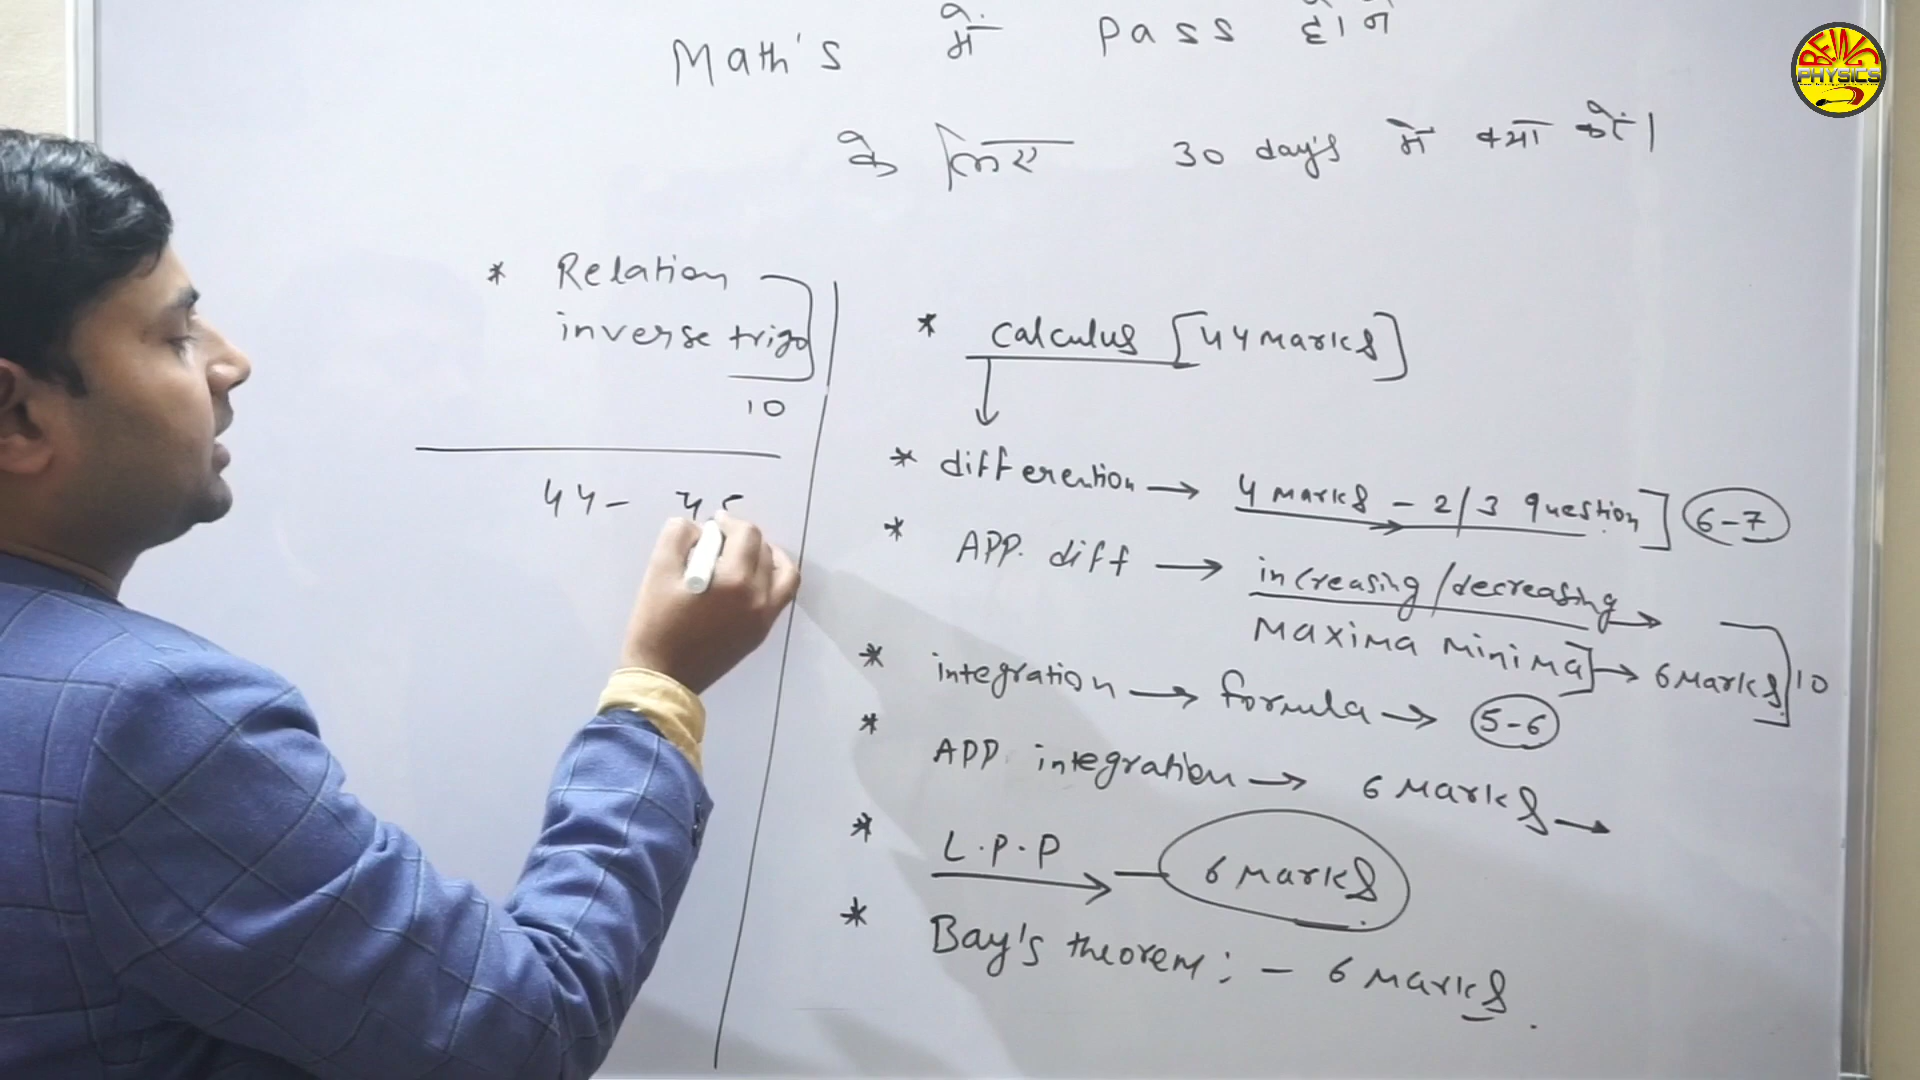 Math's में Pass होने
के लिए 30 day's में क्या करें।
* Relation
inverse trigo
10
44 - 45
* Calculus [44 Marks]
* differention → 4 Marks - 2/3 question] 6-7
* APP. diff → increasing/decreasing →
Maxima Minima] → 6 Marks] 10
* integration → formula → 5-6
* APP. integration → 6 Marks →
* L.P.P - 6 Marks
* Bay's theorem: - 6 Marks.
PHYSICS